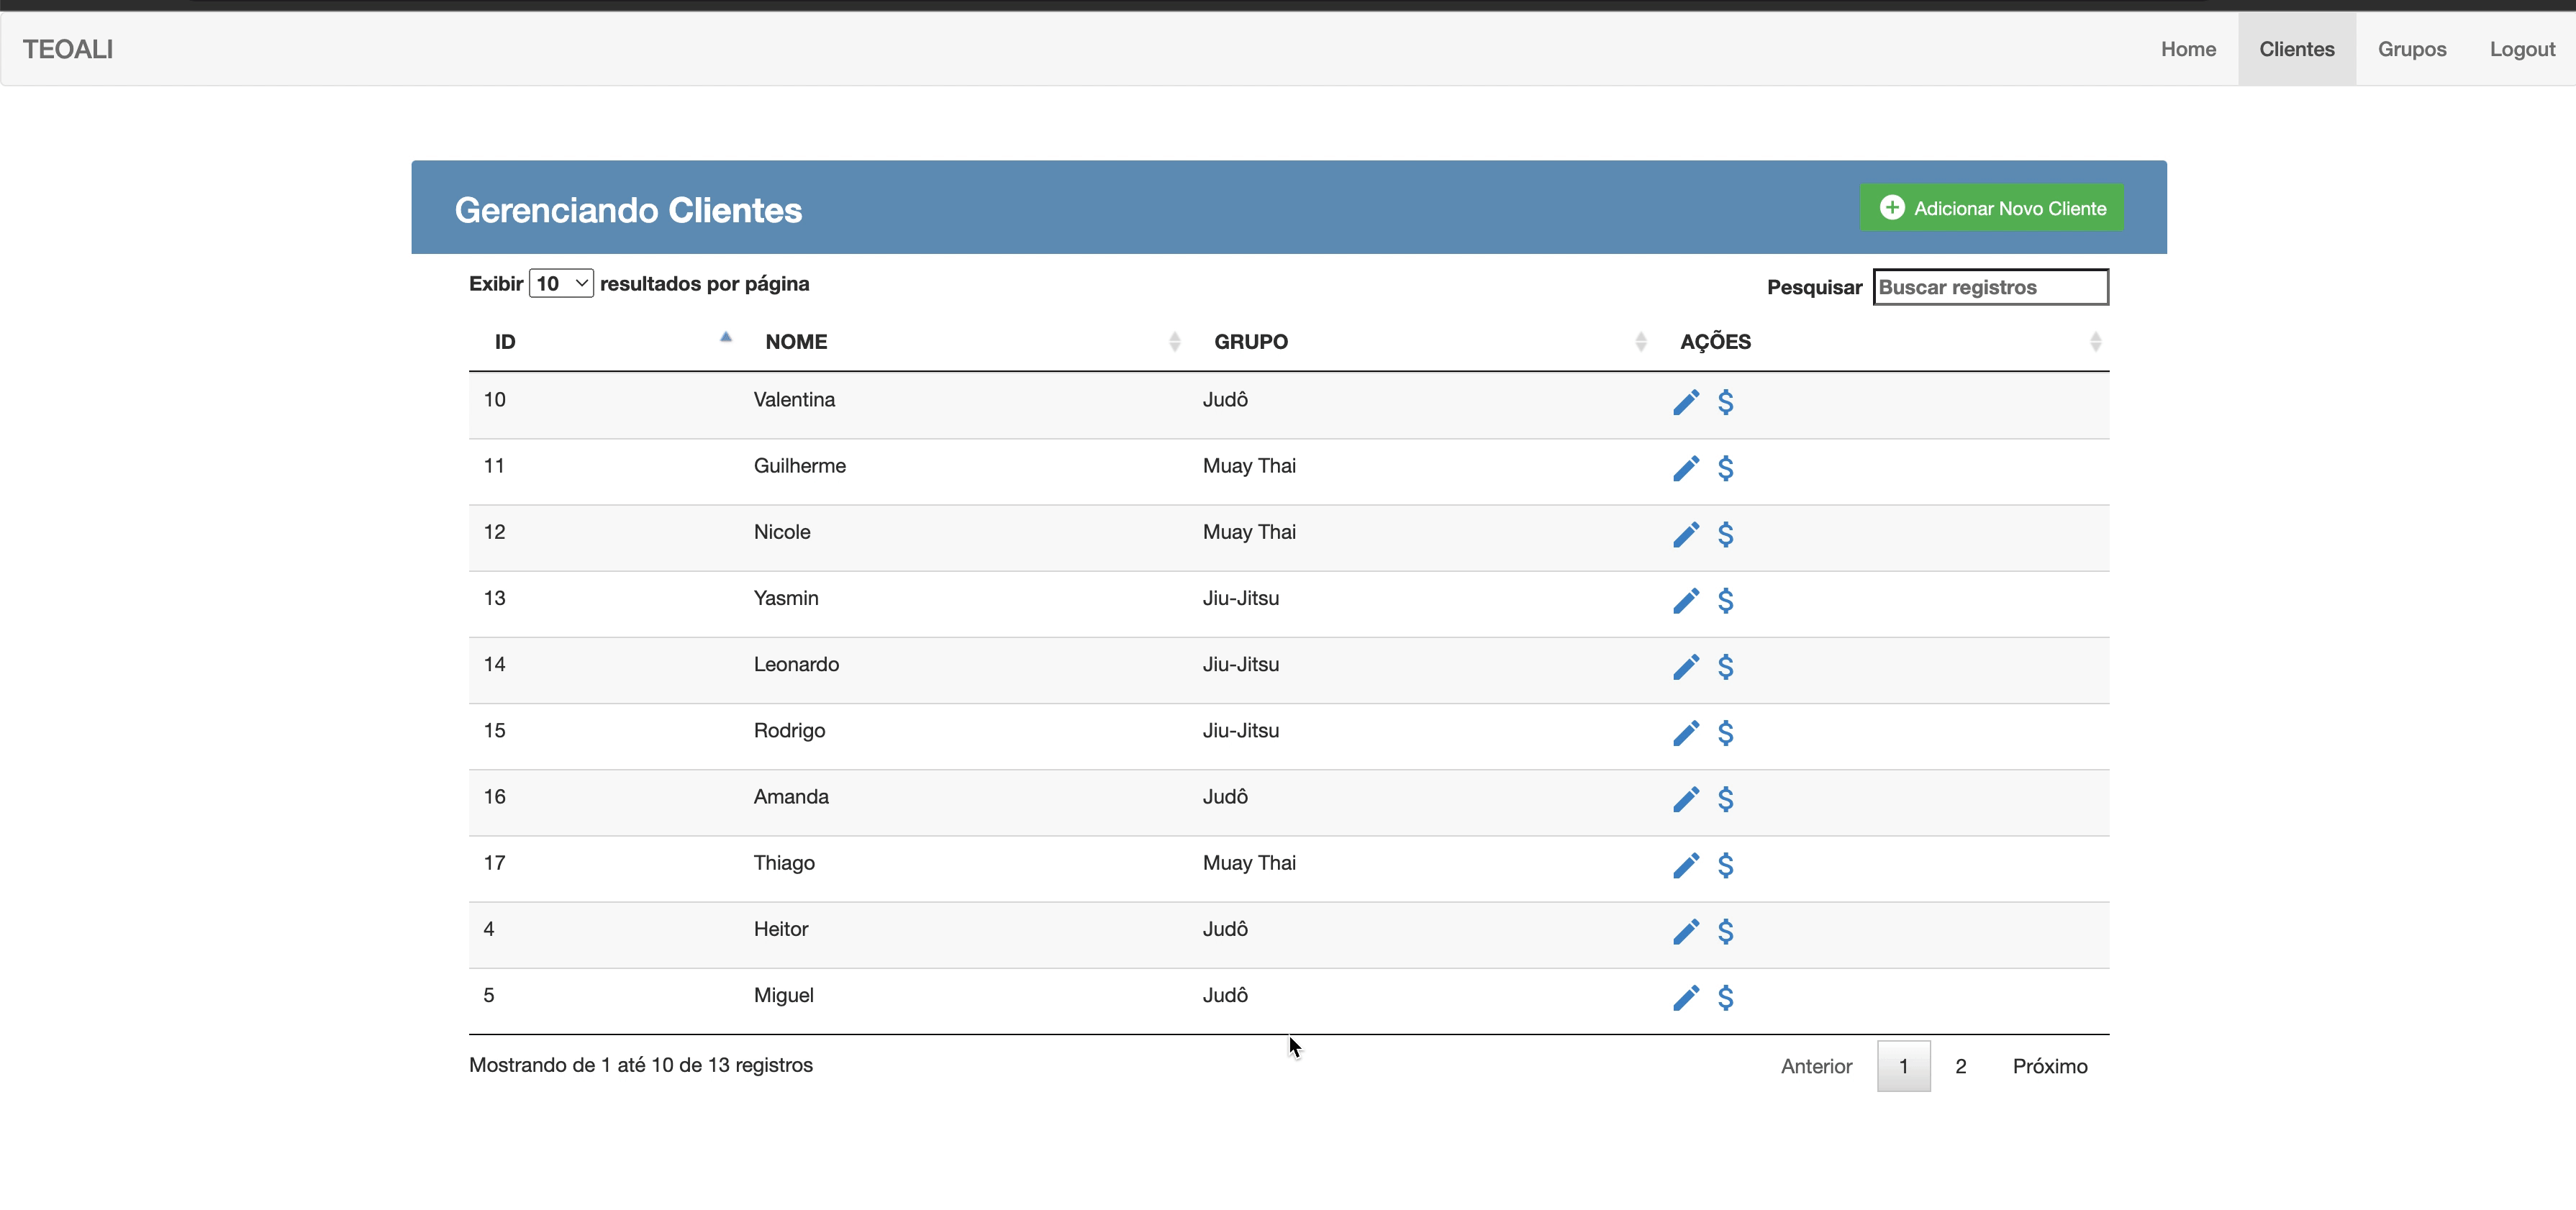 TEOALI Home Clientes Grupos Logout
Gerenciando Clientes Adicionar Novo Cliente
Exibir 10 resultados por página Pesquisar Buscar registros
ID NOME GRUPO AÇÕES
10 Valentina Judô $
11 Guilherme Muay Thai $
12 Nicole Muay Thai $
13 Yasmin Jiu-Jitsu $
14 Leonardo Jiu-Jitsu $
15 Rodrigo Jiu-Jitsu $
16 Amanda Judô $
17 Thiago Muay Thai $
4 Heitor Judô $
5 Miguel Judô $
Mostrando de 1 até 10 de 13 registros Anterior 1 2 Próximo